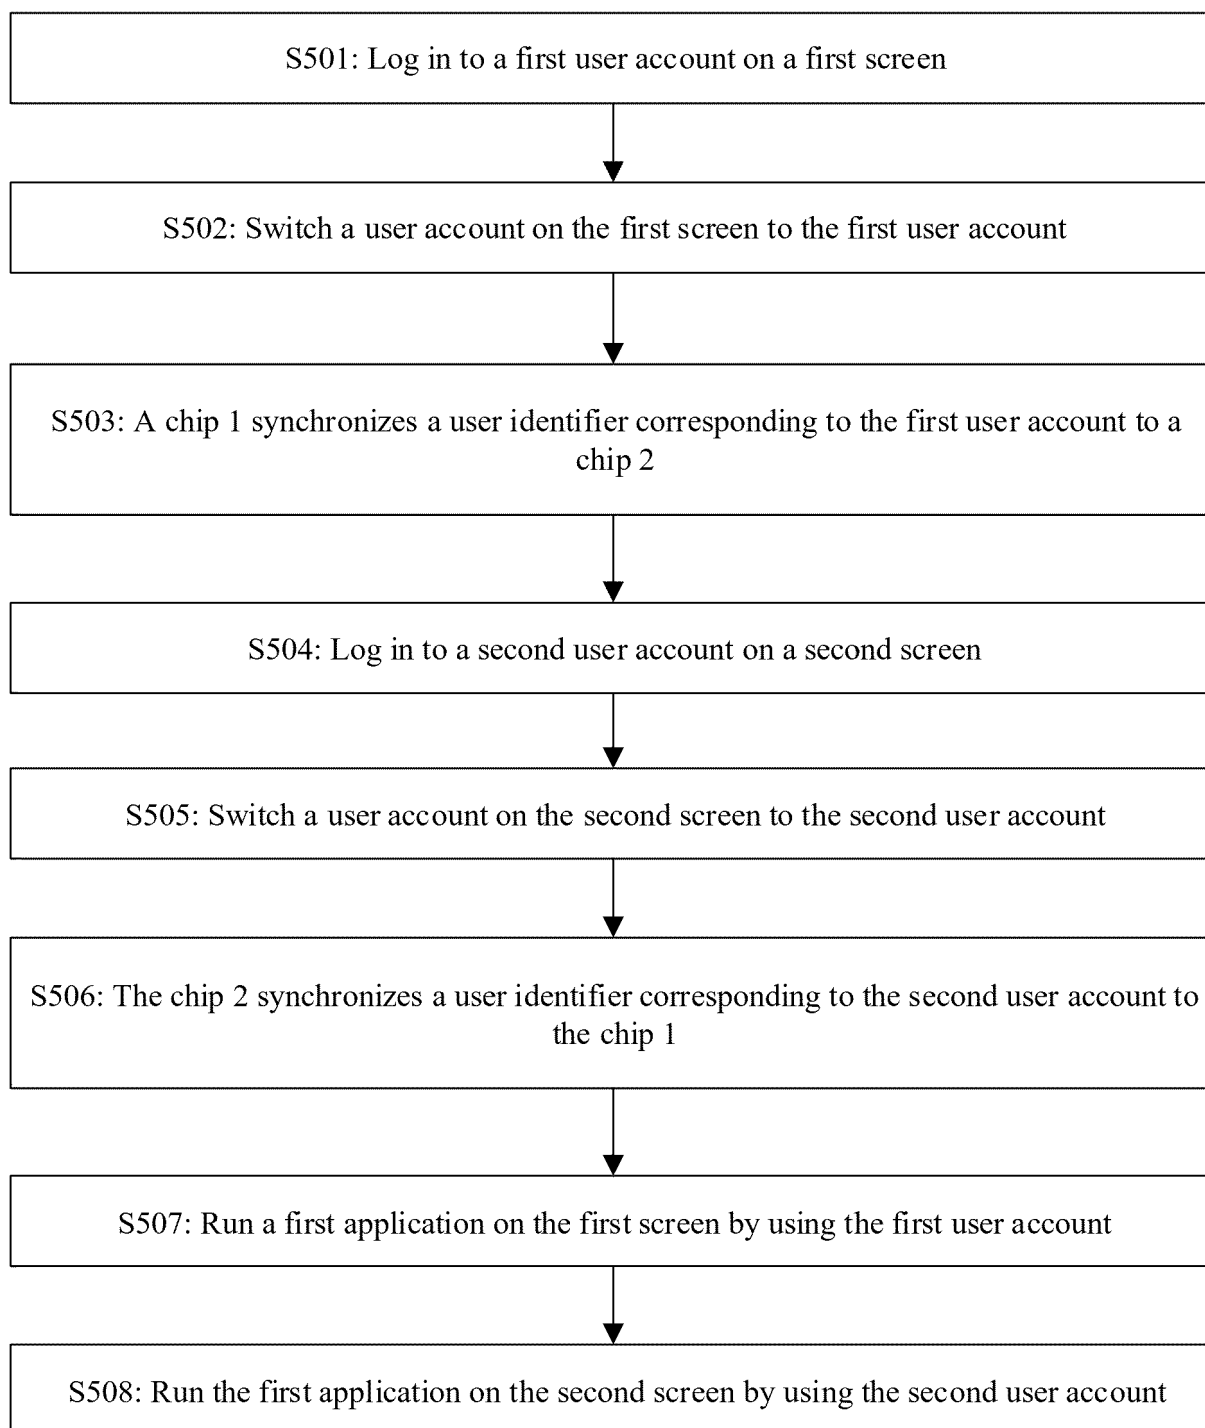 S501: Log in to a first user account on a first screen
S502: Switch a user account on the first screen to the first user account
S503: A chip 1 synchronizes a user identifier corresponding to the first user account to a
chip 2
S504: Log in to a second user account on a second screen
S505: Switch a user account on the second screen to the second user account
S506: The chip 2 synchronizes a user identifier corresponding to the second user account to
the chip 1
S507: Run a first application on the first screen by using the first user account
S508: Run the first application on the second screen by using the second user account